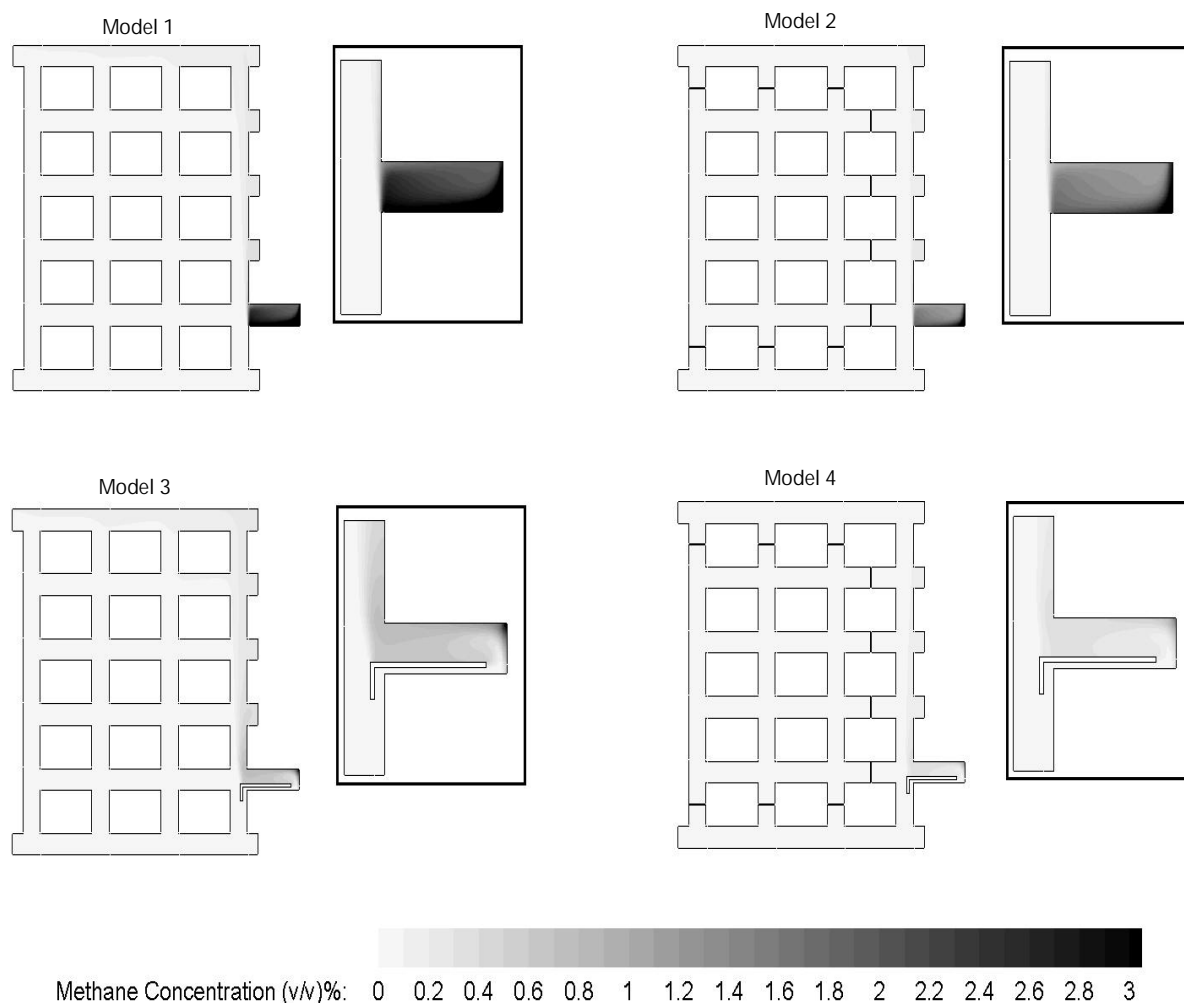 Model 1
Model 2
Model 3
Model 4
Methane Concentration (v/v)%: 0 0.2 0.4 0.6 0.8 1 1.2 1.4 1.6 1.8 2 2.2 2.4 2.6 2.8 3